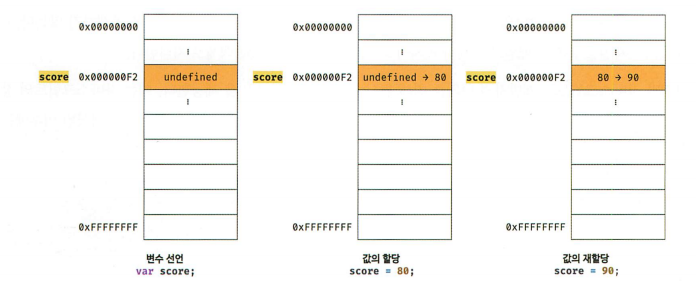 0x00000000
⋮
score 0x000000F2 undefined
⋮
0xFFFFFFFF
변수 선언
var score;
0x00000000
⋮
score 0x000000F2 undefined → 80
⋮
0xFFFFFFFF
값의 할당
score = 80;
0x00000000
⋮
score 0x000000F2 80 → 90
⋮
0xFFFFFFFF
값의 재할당
score = 90;